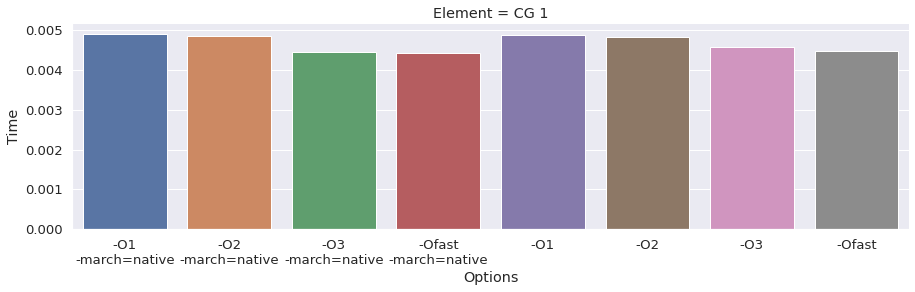 Element = CG 1
Time
0.005
0.004
0.003
0.002
0.001
0.000
-O1
-march=native
-O2
-march=native
-O3
-march=native
-Ofast
-march=native
-O1
-O2
-O3
-Ofast
Options